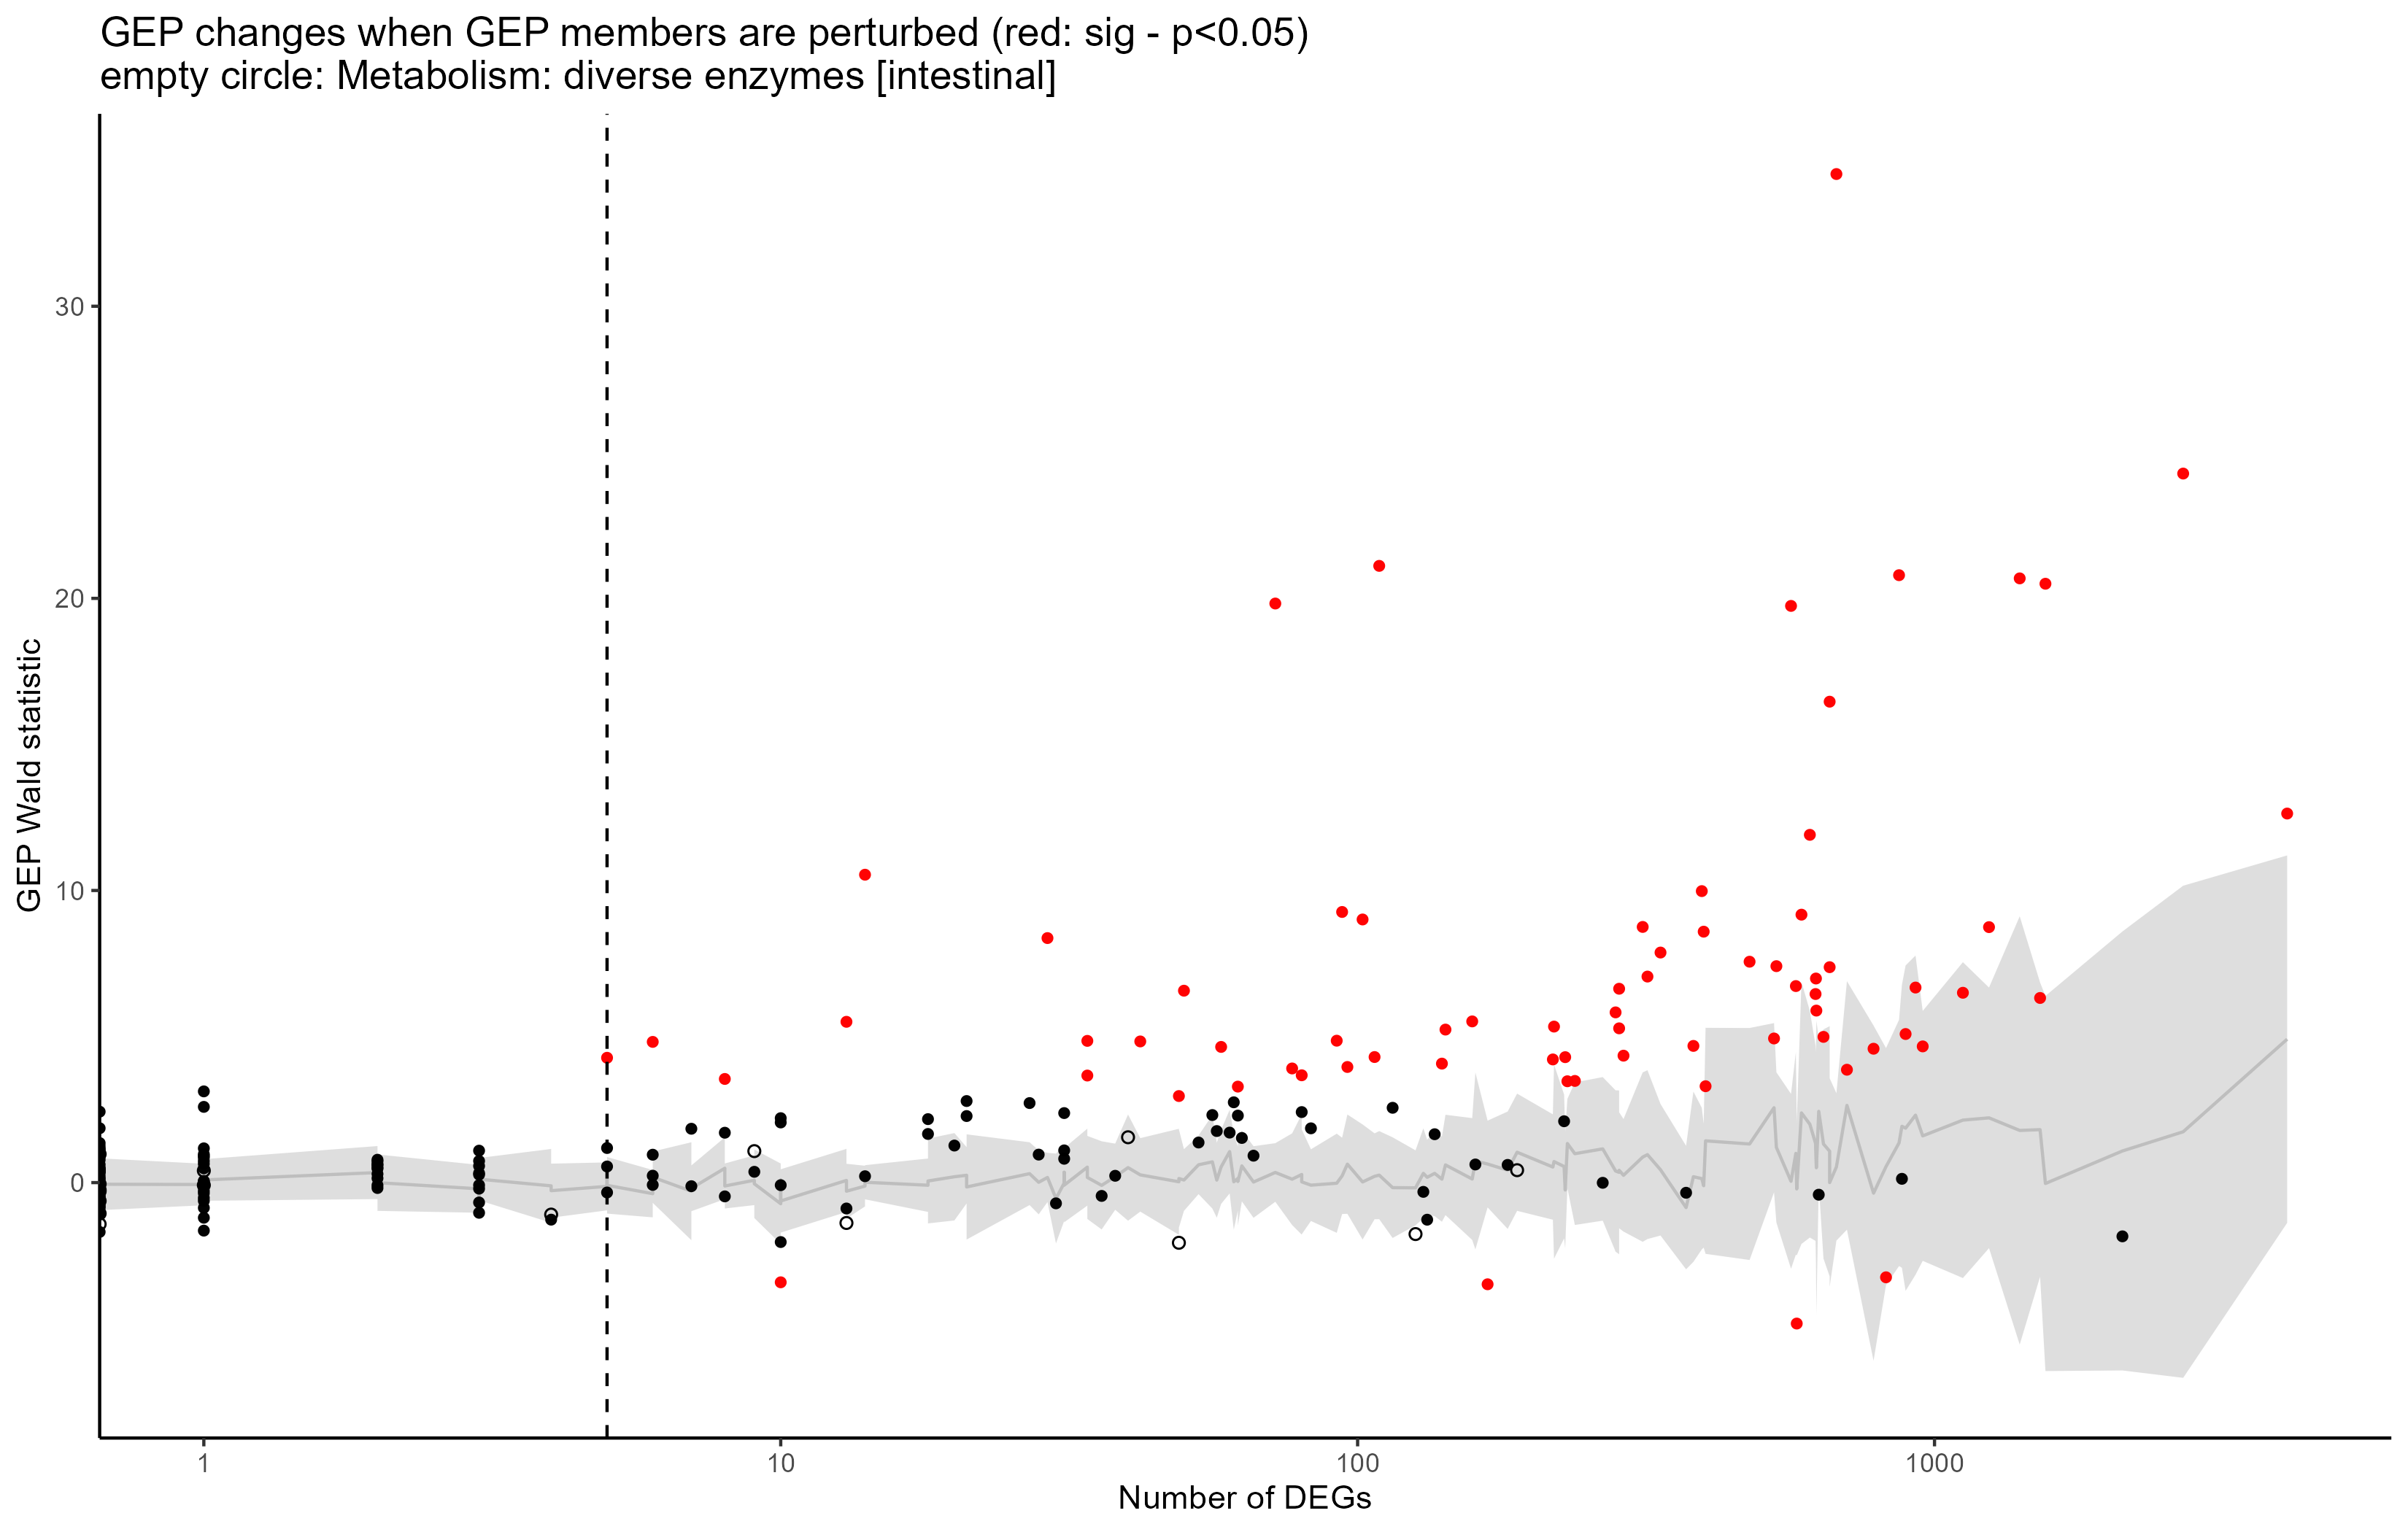 GEP changes when GEP members are perturbed (red: sig - p<0.05)
empty circle: Metabolism: diverse enzymes [intestinal]
GEP Wald statistic
30
20
10
0
1
10
100
1000
Number of DEGs